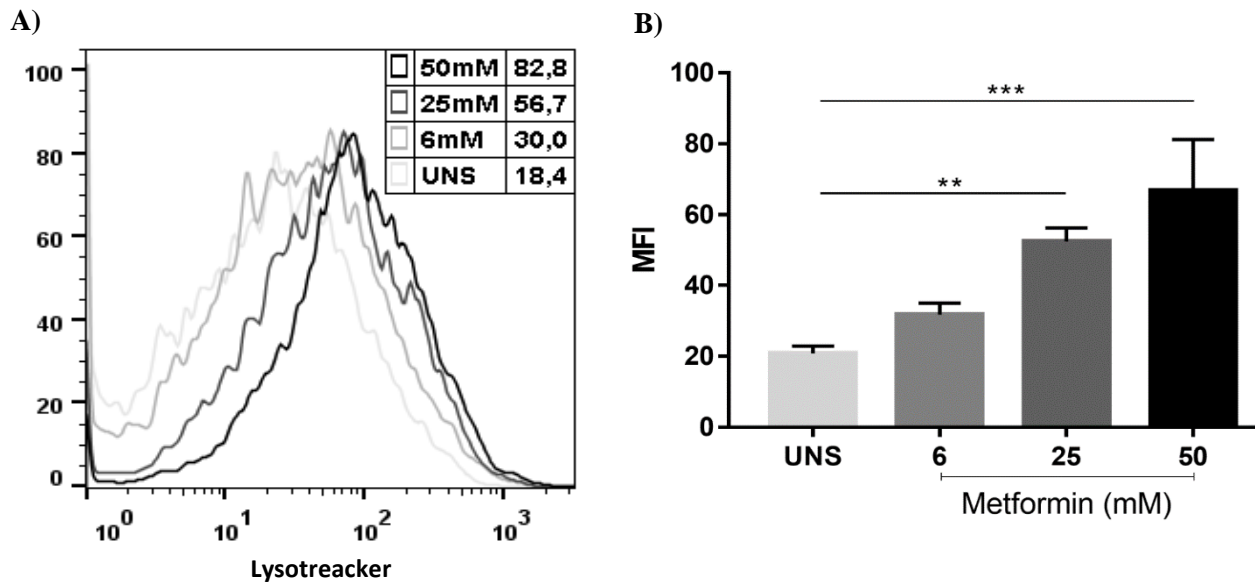 A)
50mM 82,8
25mM 56,7
6mM 30,0
UNS 18,4
100
80
60
40
20
0
10^0 10^1 10^2 10^3
Lysotreacker
B)
MFI
100
80
60
40
20
0
***
**
UNS 6 25 50
Metformin (mM)